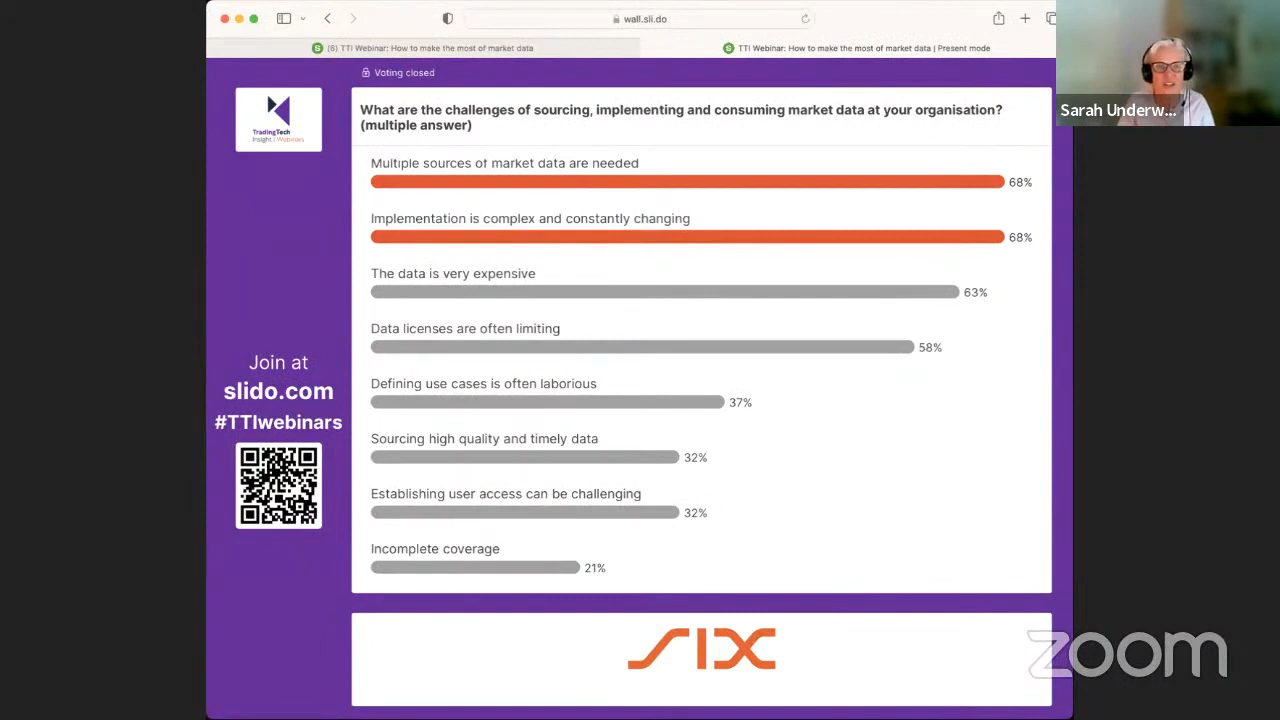 wall.sli.do
S (6) TTI Webinar: How to make the most of market data
S TTI Webinar: How to make the most of market data | Present mode
Voting closed
Sarah Underw...
TradingTech
Insight / Webinars
What are the challenges of sourcing, implementing and consuming market data at your organisation?
(multiple answer)
Multiple sources of market data are needed
68%
Implementation is complex and constantly changing
68%
The data is very expensive
63%
Data licenses are often limiting
58%
Defining use cases is often laborious
37%
Sourcing high quality and timely data
32%
Establishing user access can be challenging
32%
Incomplete coverage
21%
Join at
slido.com
#TTIwebinars
SIX
zoom